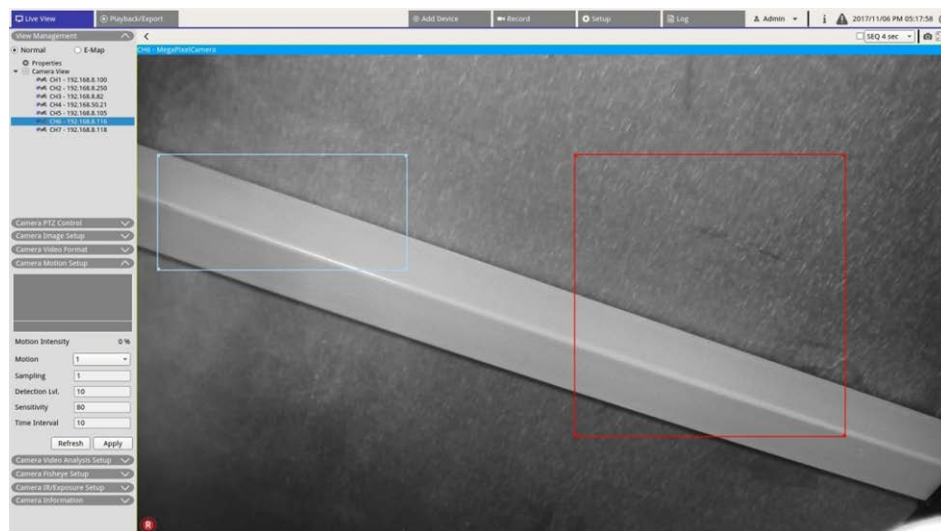 Live View Playback/Export Add Device Record Setup Log Admin i 2017/11/06 PM 05:17:58
View Management < SEQ 4 sec
Normal E-Map
CH6 - MegaPixelCamera
Properties
Camera View
CH1 - 192.168.8.100
CH2 - 192.168.8.250
CH3 - 192.168.8.82
CH4 - 192.168.50.21
CH5 - 192.168.8.105
CH6 - 192.168.8.116
CH7 - 192.168.8.118
Camera PTZ Control
Camera Image Setup
Camera Video Format
Camera Motion Setup
Motion Intensity 0 %
Motion 1
Sampling 1
Detection Lvl. 10
Sensitivity 80
Time Interval 10
Refresh Apply
Camera Video Analysis Setup
Camera Fisheye Setup
Camera IR/Exposure Setup
Camera Information
R